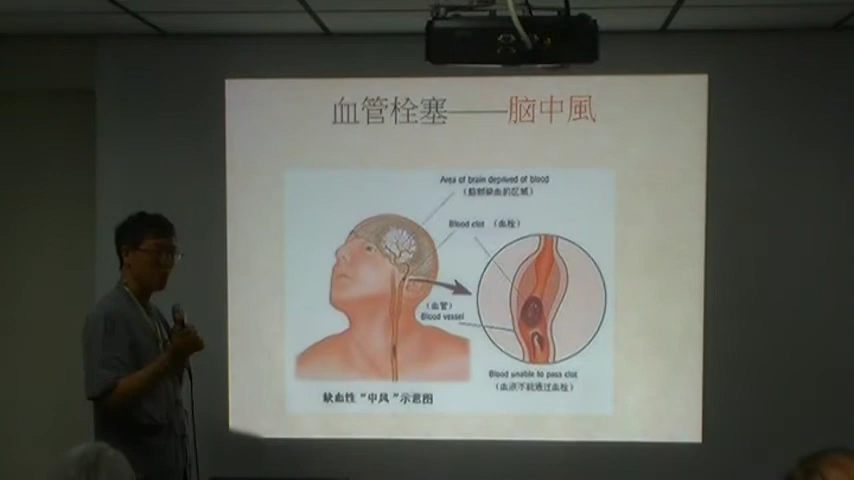 血管栓塞——脑中風
Area of brain deprived of blood
（脑部缺血的区域）
Blood clot （血栓）
（血管）
Blood vessel
Blood unable to pass clot
（血液不能通过血栓）
缺血性“中风”示意图